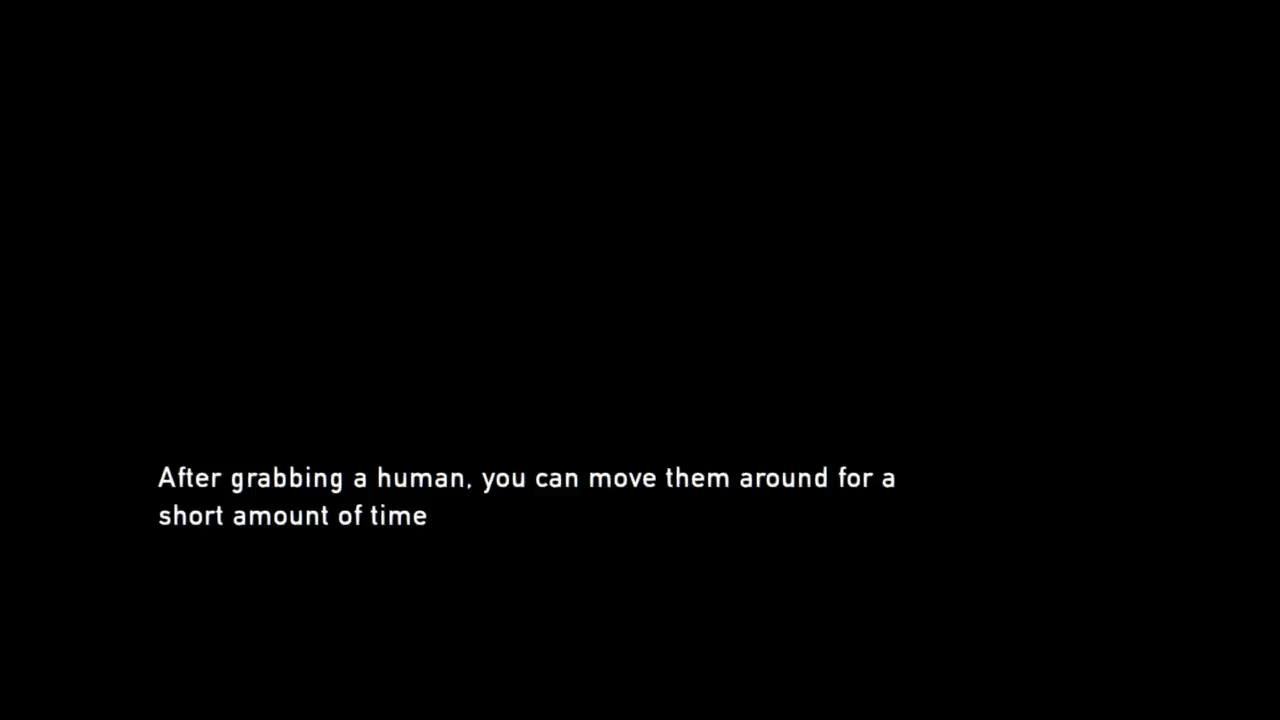 After grabbing a human, you can move them around for a
short amount of time